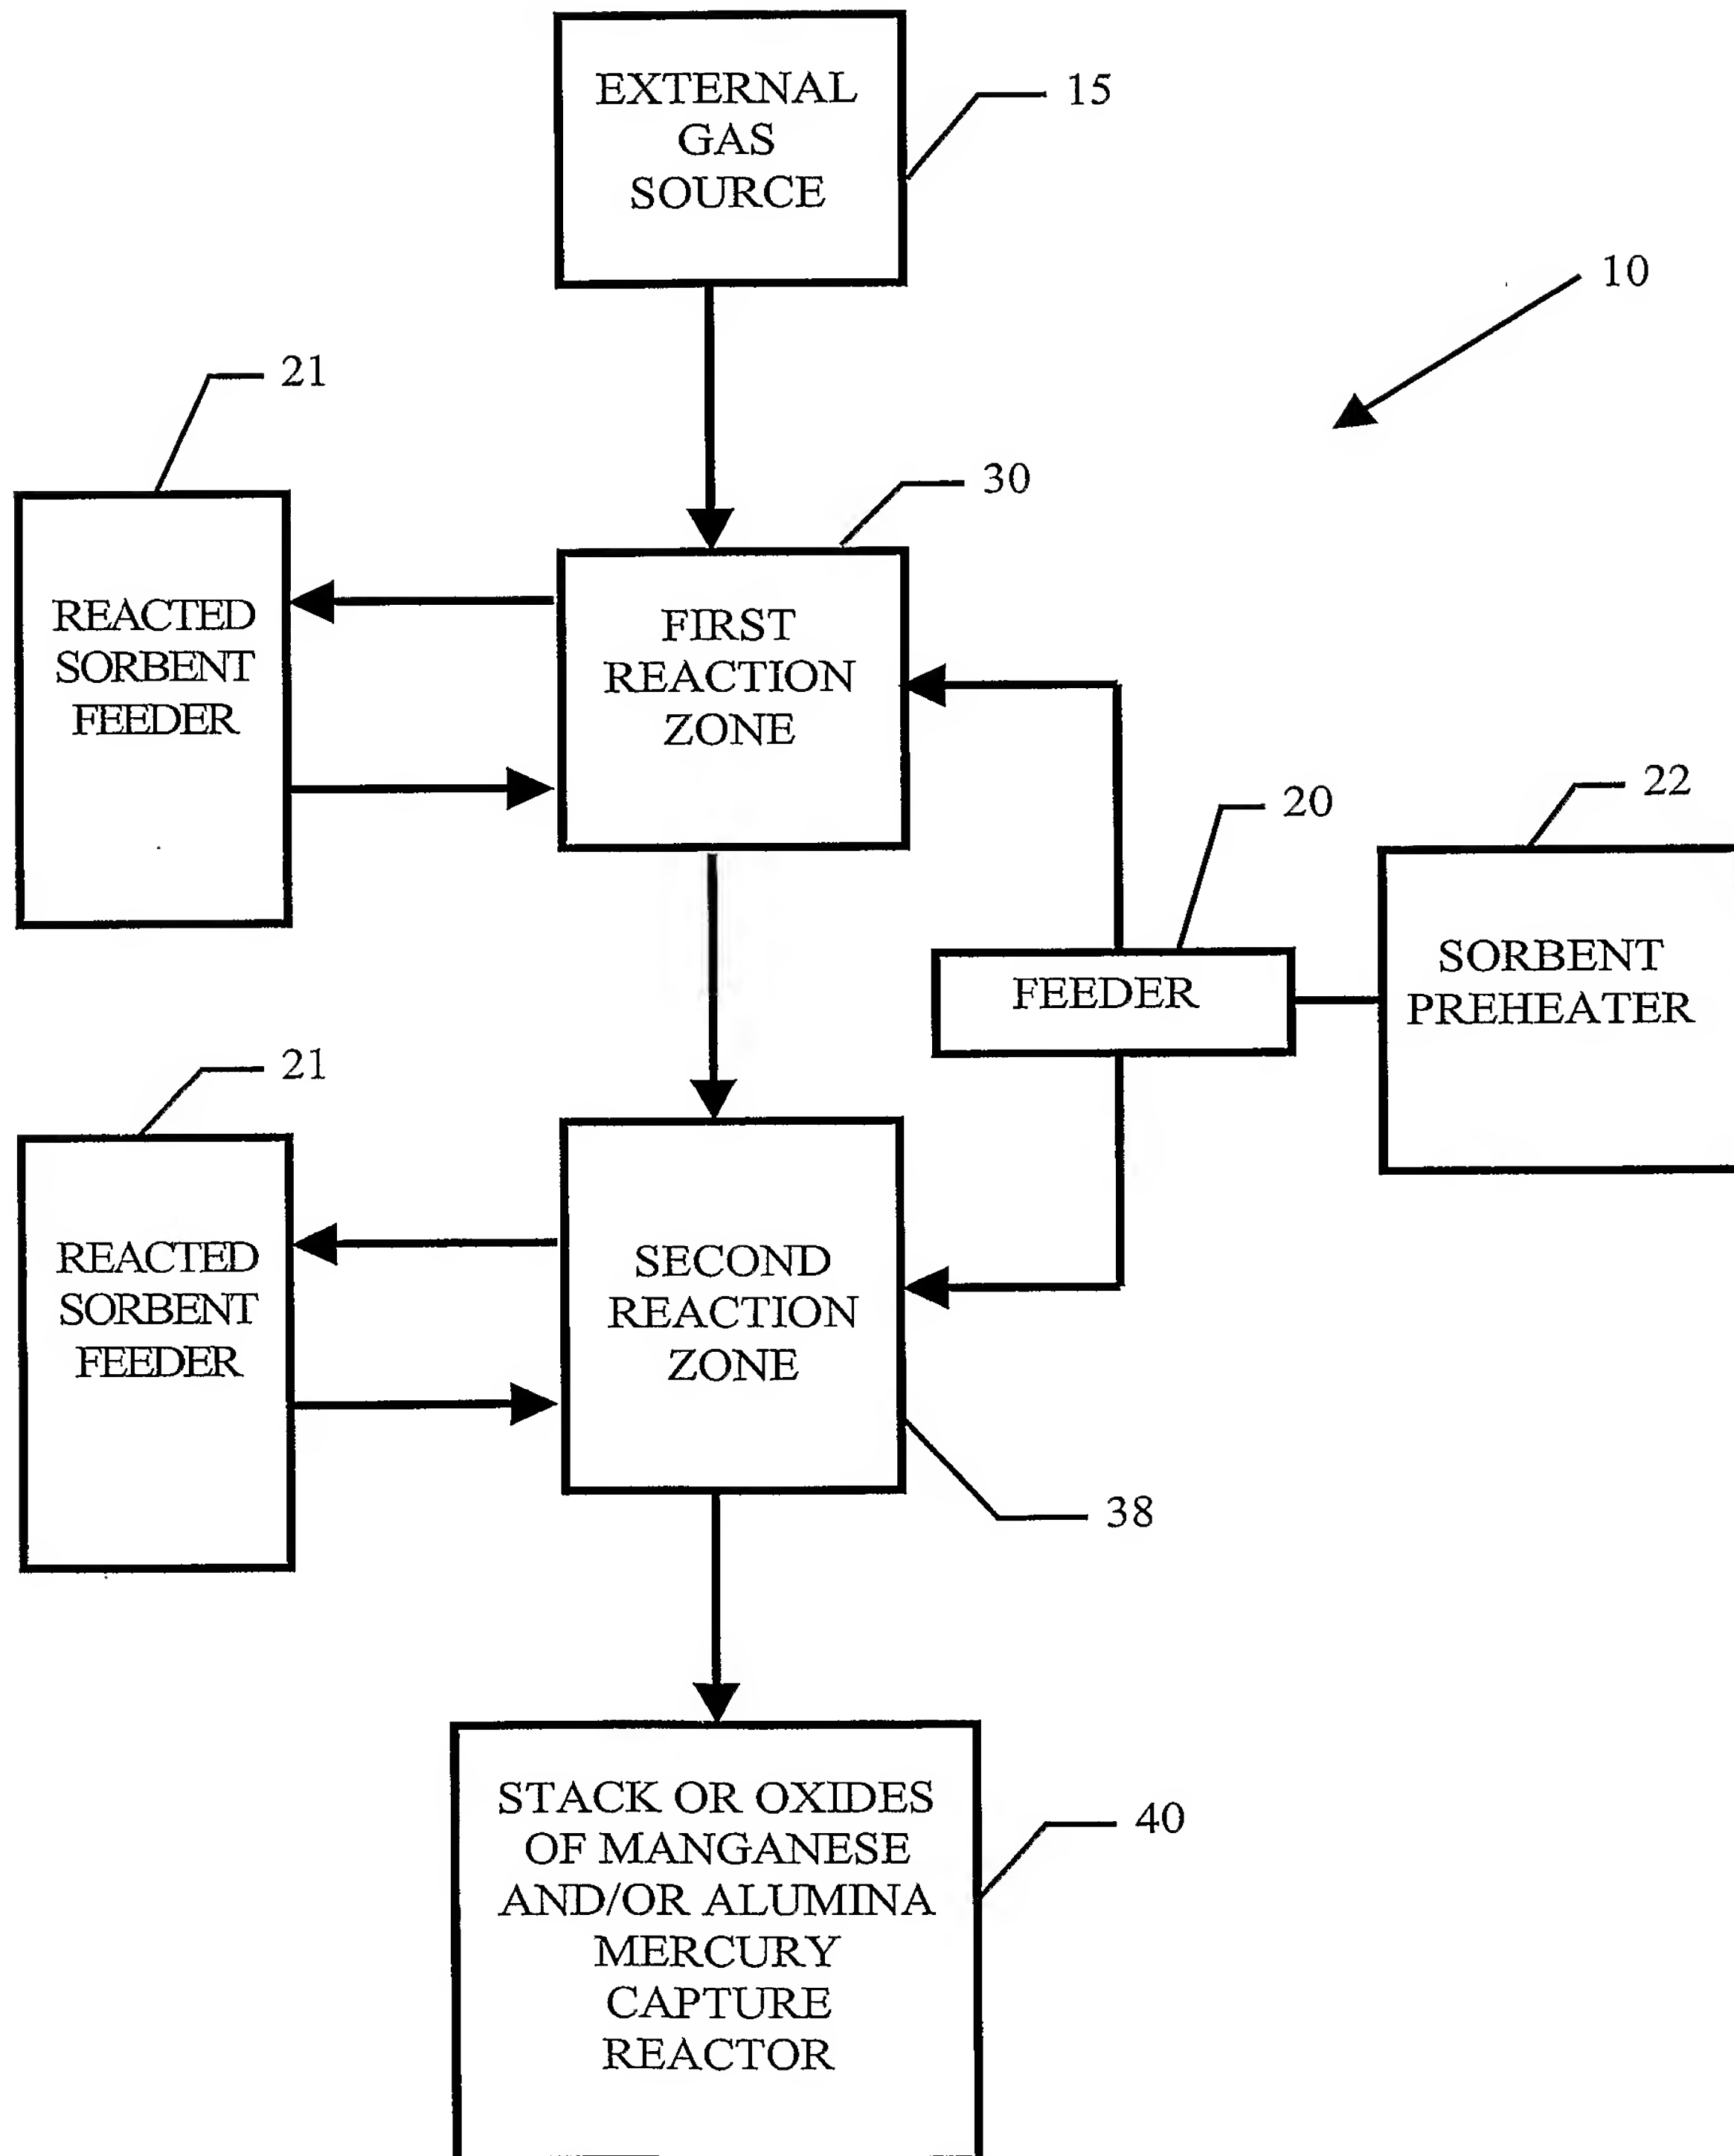 EXTERNAL
GAS
SOURCE
15
10
21
30
REACTED
SORBENT
FEEDER
FIRST
REACTION
ZONE
20
22
FEEDER
SORBENT
PREHEATER
21
REACTED
SORBENT
FEEDER
SECOND
REACTION
ZONE
38
STACK OR OXIDES
OF MANGANESE
AND/OR ALUMINA
MERCURY
CAPTURE
REACTOR
40